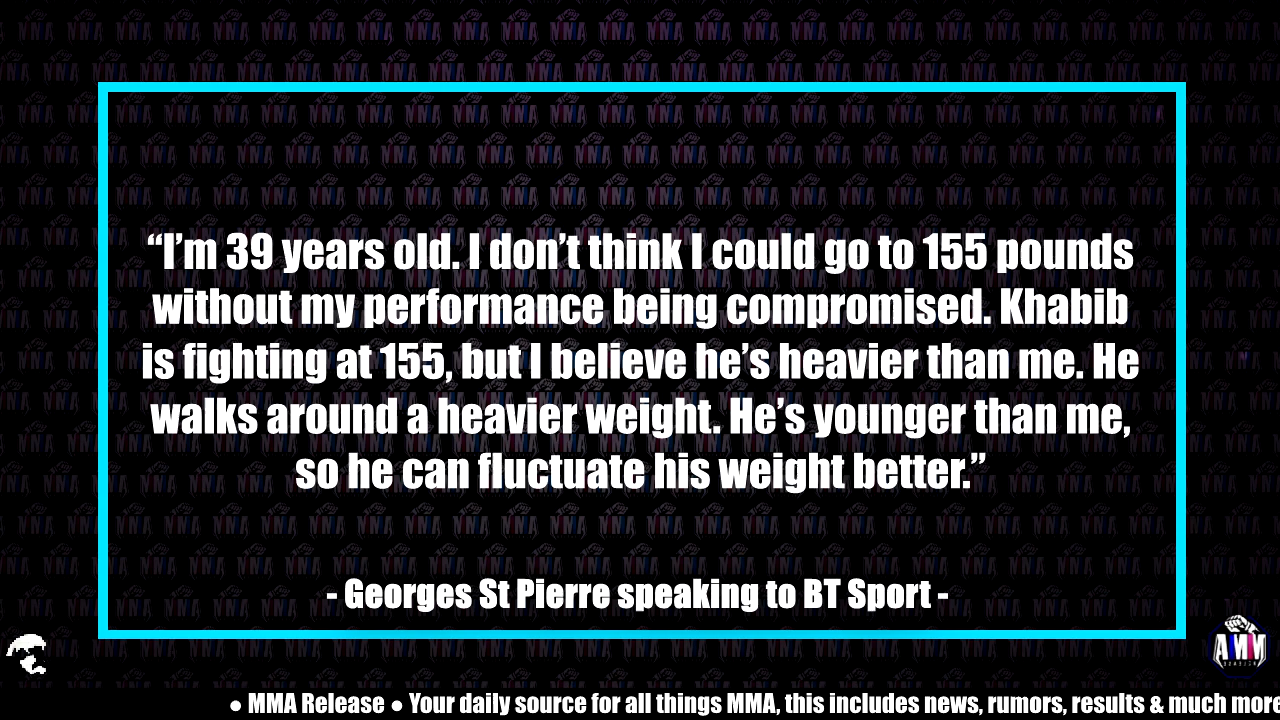 “I’m 39 years old. I don’t think I could go to 155 pounds
without my performance being compromised. Khabib
is fighting at 155, but I believe he’s heavier than me. He
walks around a heavier weight. He’s younger than me,
so he can fluctuate his weight better.”
- Georges St Pierre speaking to BT Sport -
● MMA Release ● Your daily source for all things MMA, this includes news, rumors, results & much more